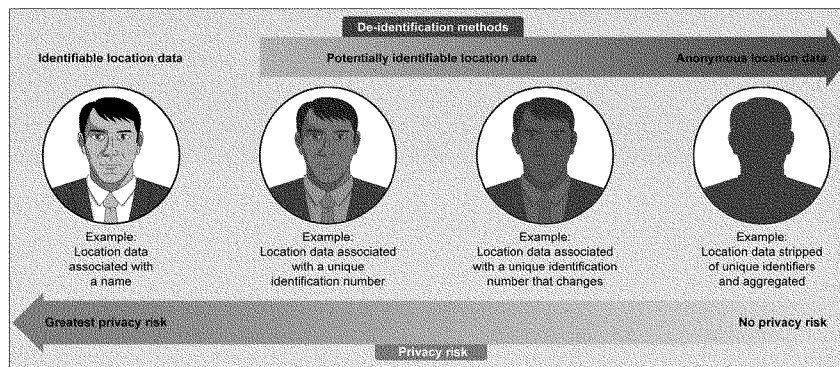 De-identification methods
Identifiable location data
Potentially identifiable location data
Anonymous location data
Example:
Location data
associated with
a name
Example:
Location data associated
with a unique
identification number
Example:
Location data associated
with a unique identification
number that changes
Example:
Location data stripped
of unique identifiers
and aggregated
Greatest privacy risk
No privacy risk
Privacy risk